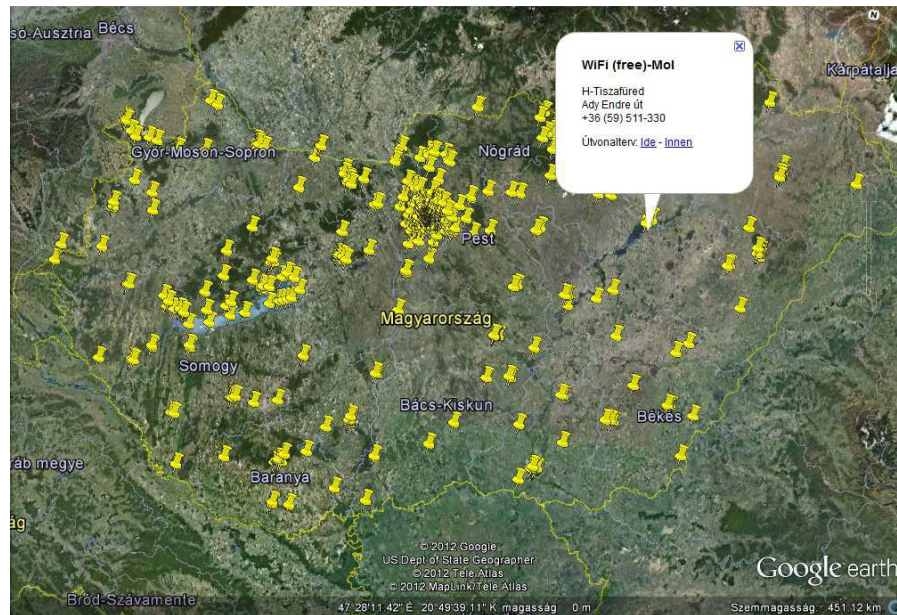 só-Ausztria
Bécs
N
WiFi (free)-Mol
H-Tiszafüred
Ady Endre út
+36 (59) 511-330
Útvonalterv: Ide - Innen
Kárpátalja
Győr-Moson-Sopron
Nógrád
Pest
Magyarország
Somogy
Bács-Kiskun
Békés
ráb megye
Baranya
ág
© 2012 Google
US Dept of State Geographer
© 2012 Tele Atlas
© 2012 MapLink/Tele Atlas
Google earth
Bród-Szávamente
47°28'11.42" É 20°49'39.11" K magasság 0 m
Szemmagasság: 451.12 km